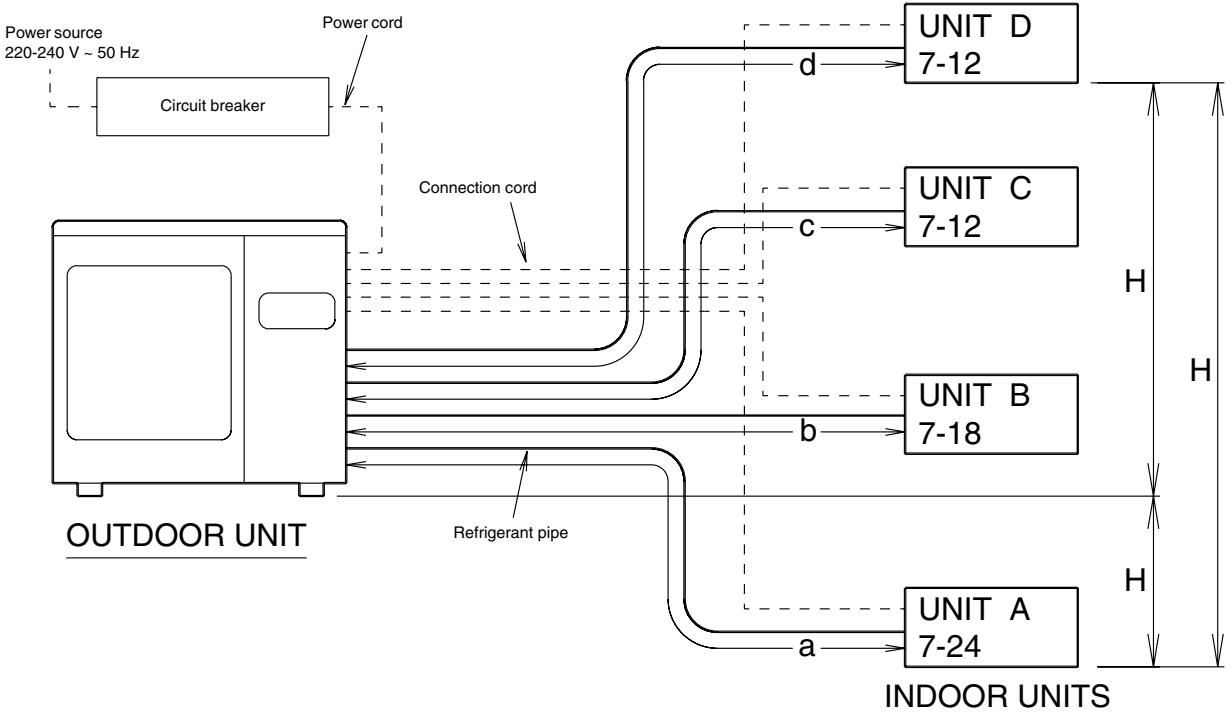 Power source
220-240 V ~ 50 Hz
Power cord
Circuit breaker
UNIT D
7-12
d
Connection cord
UNIT C
7-12
c
H
H
UNIT B
7-18
b
OUTDOOR UNIT
Refrigerant pipe
H
UNIT A
7-24
a
INDOOR UNITS